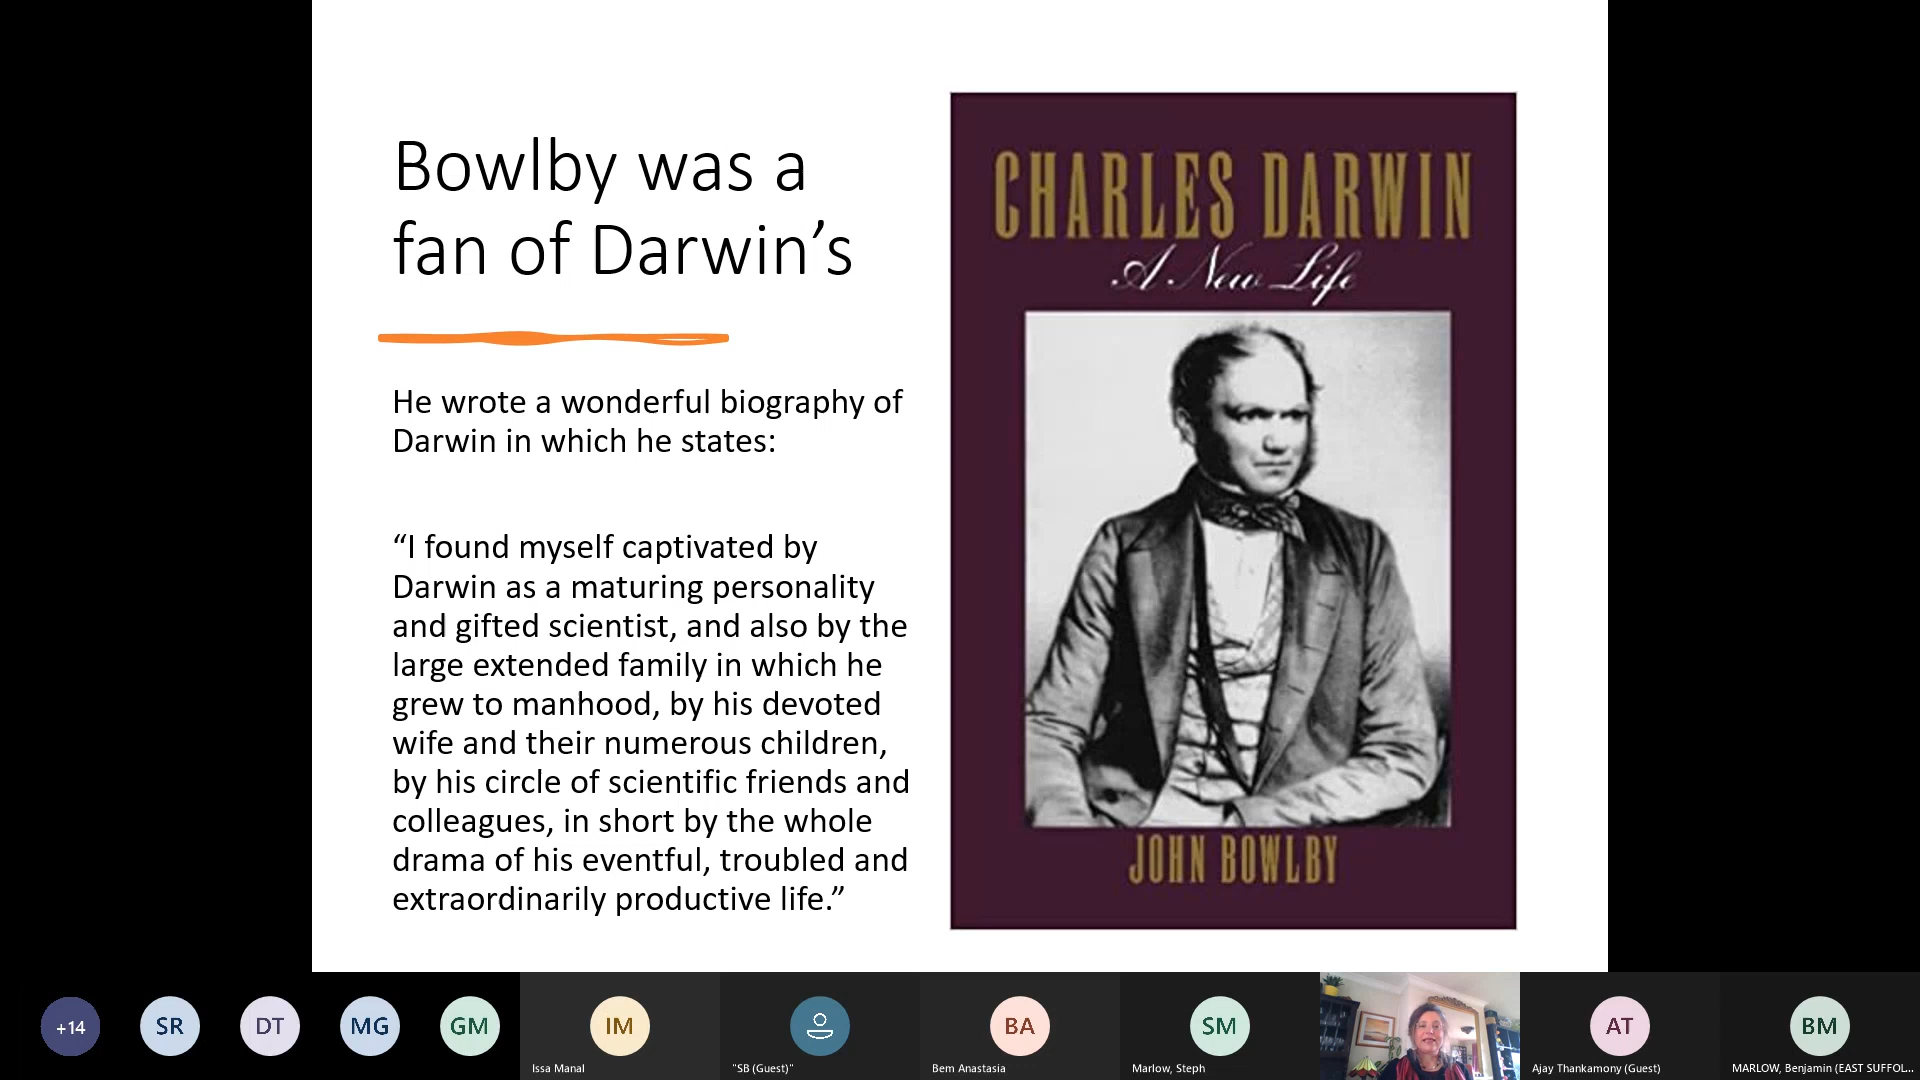 Bowlby was a
fan of Darwin’s
He wrote a wonderful biography of
Darwin in which he states:
“I found myself captivated by
Darwin as a maturing personality
and gifted scientist, and also by the
large extended family in which he
grew to manhood, by his devoted
wife and their numerous children,
by his circle of scientific friends and
colleagues, in short by the whole
drama of his eventful, troubled and
extraordinarily productive life.”
CHARLES DARWIN
A New Life
JOHN BOWLBY
+14
SR
DT
MG
GM
IM
Issa Manal
"SB (Guest)"
BA
Bem Anastasia
SM
Marlow, Steph
AT
Ajay Thankamony (Guest)
BM
MARLOW, Benjamin (EAST SUFFOL...